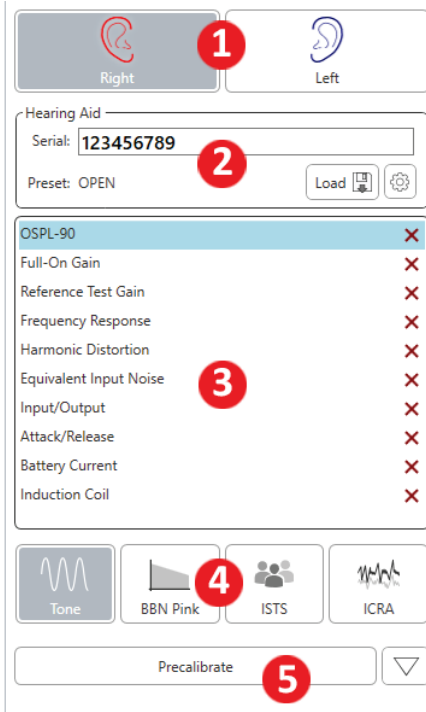 1
Right Left
Hearing Aid
Serial: 123456789
2
Preset: OPEN Load
OSPL-90
Full-On Gain
Reference Test Gain
Frequency Response
Harmonic Distortion
Equivalent Input Noise
3
Input/Output
Attack/Release
Battery Current
Induction Coil
4
Tone BBN Pink ISTS ICRA
Precalibrate
5